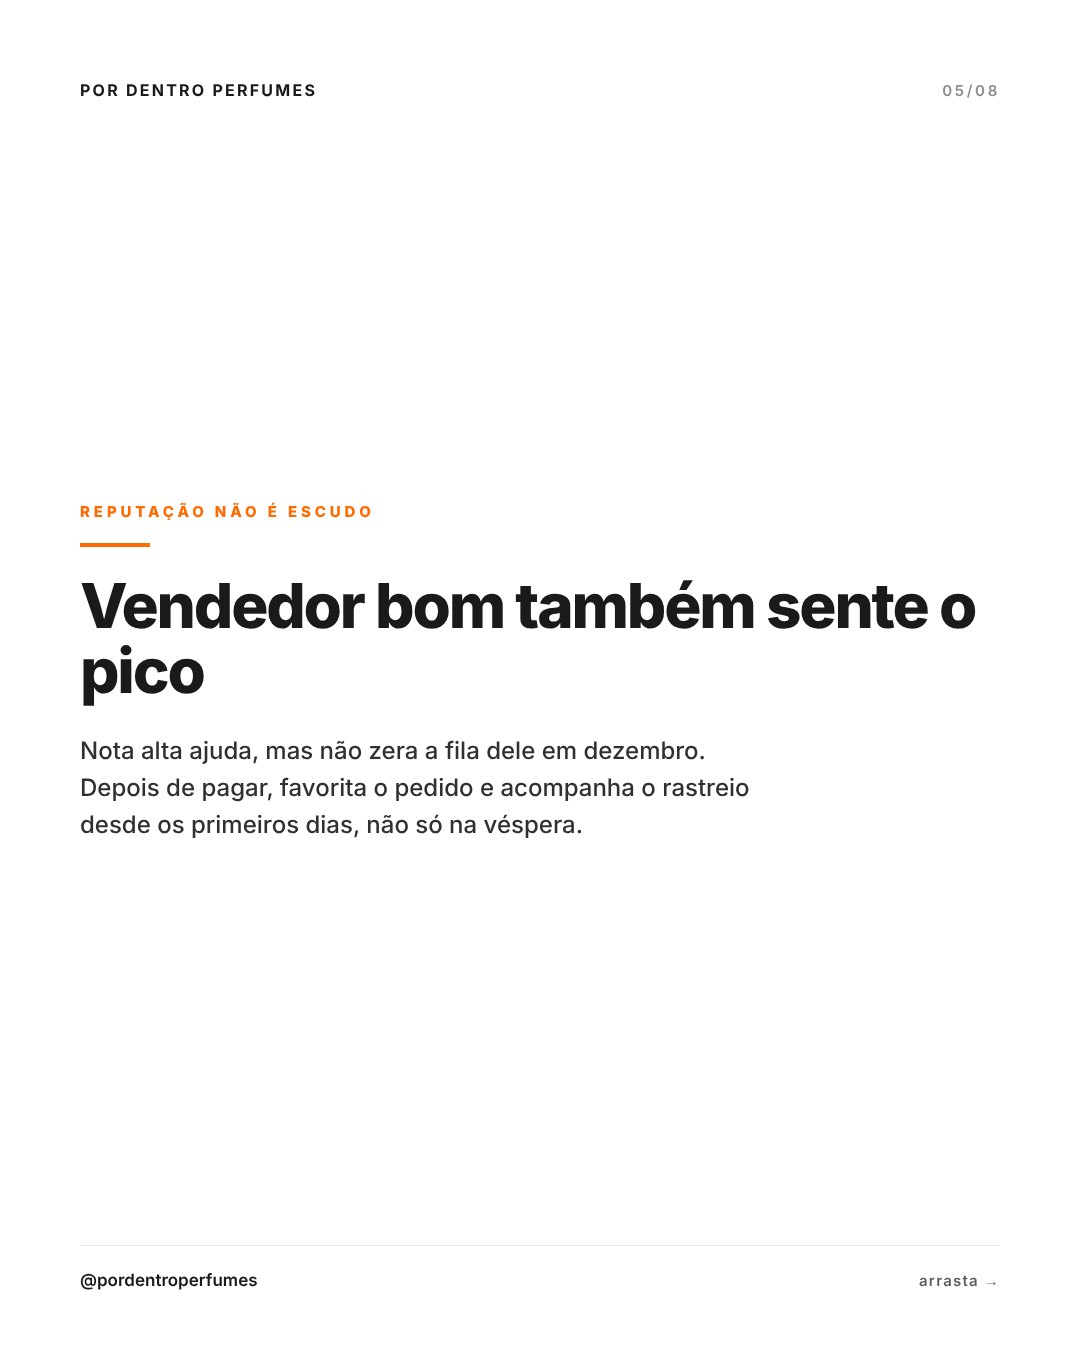 POR DENTRO PERFUMES
05/08
REPUTAÇÃO NÃO É ESCUDO
Vendedor bom também sente o
pico
Nota alta ajuda, mas não zera a fila dele em dezembro.
Depois de pagar, favorita o pedido e acompanha o rastreio
desde os primeiros dias, não só na véspera.
@pordentroperfumes
arrasta →